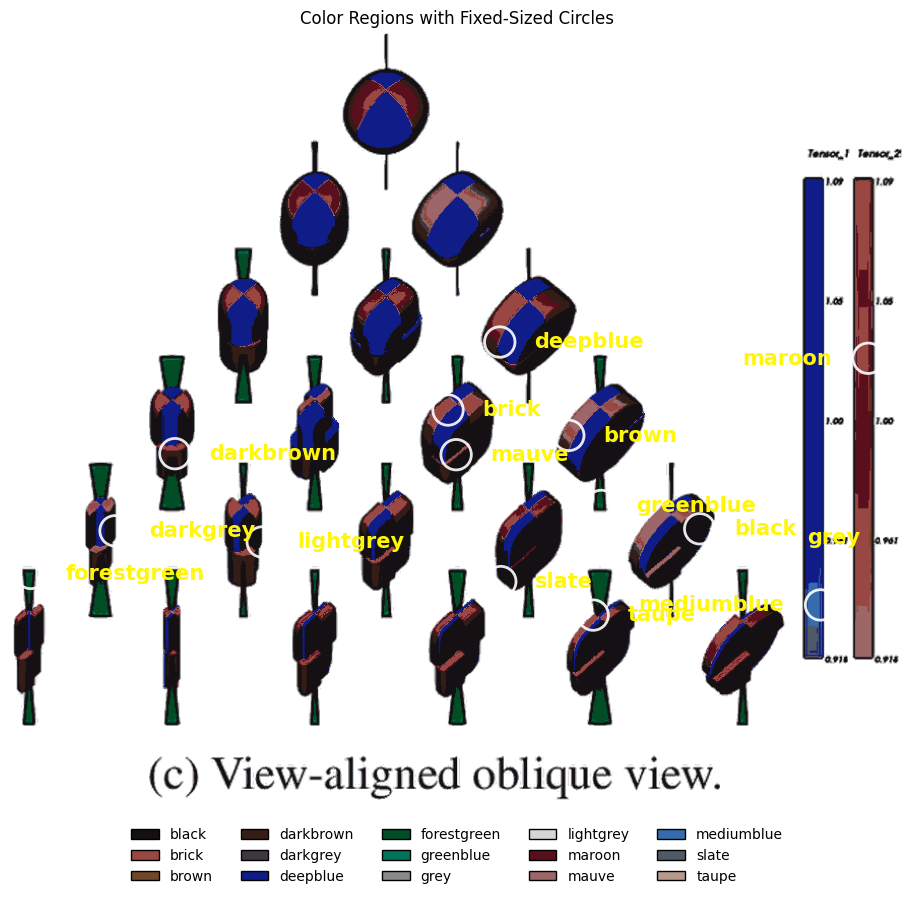 Color Regions with Fixed-Sized Circles
Tensor_1 Tensor_2
1.09 1.09
deepblue
1.05 1.05
maroon
brick
1.00 1.00
brown
darkbrown
mauve
greenblue
darkgrey
black
lightgrey
grey
0.961
forestgreen
slate
mediumblue
taupe
0.916 0.916
(c) View-aligned oblique view.
black darkbrown forestgreen lightgrey mediumblue
brick darkgrey greenblue maroon slate
brown deepblue grey mauve taupe